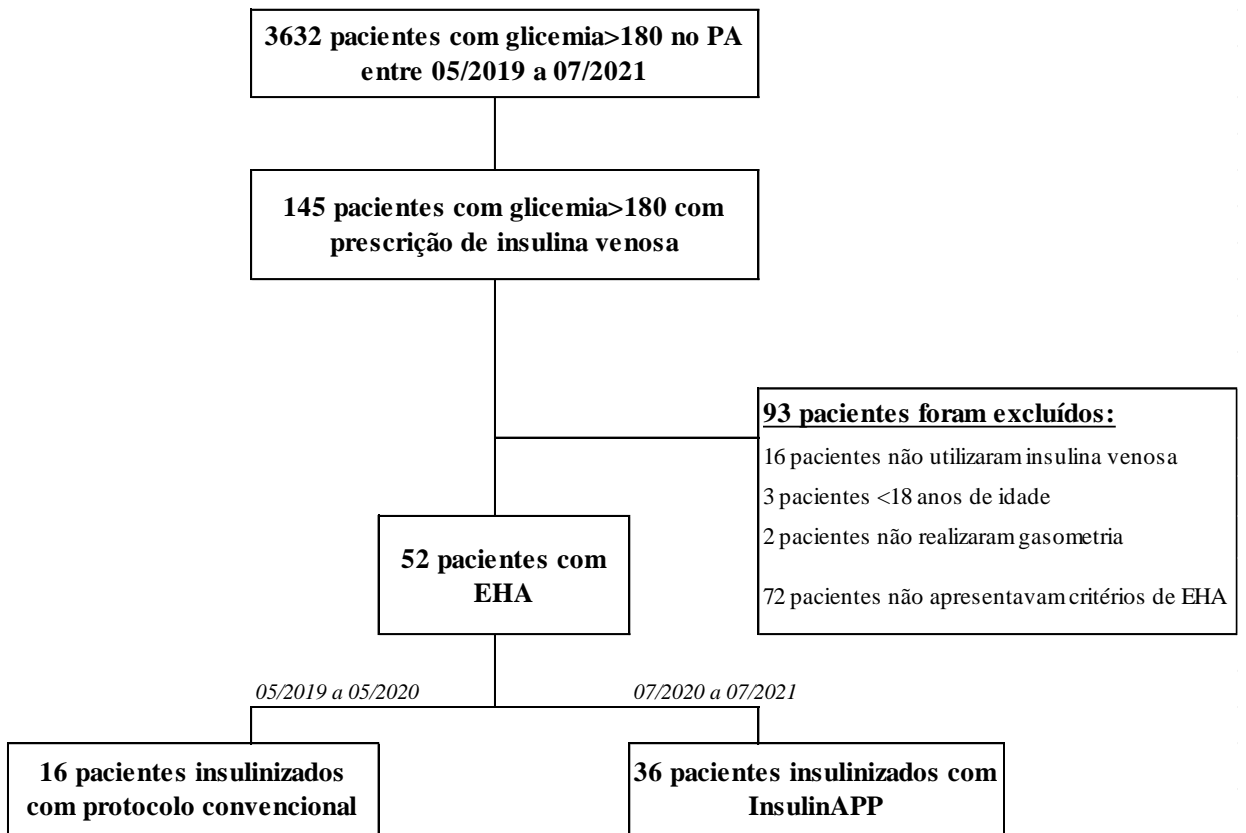 3632 pacientes com glicemia>180 no PA
entre 05/2019 a 07/2021
145 pacientes com glicemia>180 com
prescrição de insulina venosa
93 pacientes foram excluídos:
16 pacientes não utilizaram insulina venosa
3 pacientes <18 anos de idade
2 pacientes não realizaram gasometria
72 pacientes não apresentavam critérios de EHA
52 pacientes com
EHA
05/2019 a 05/2020
07/2020 a 07/2021
16 pacientes insulinizados
com protocolo convencional
36 pacientes insulinizados com
InsulinAPP